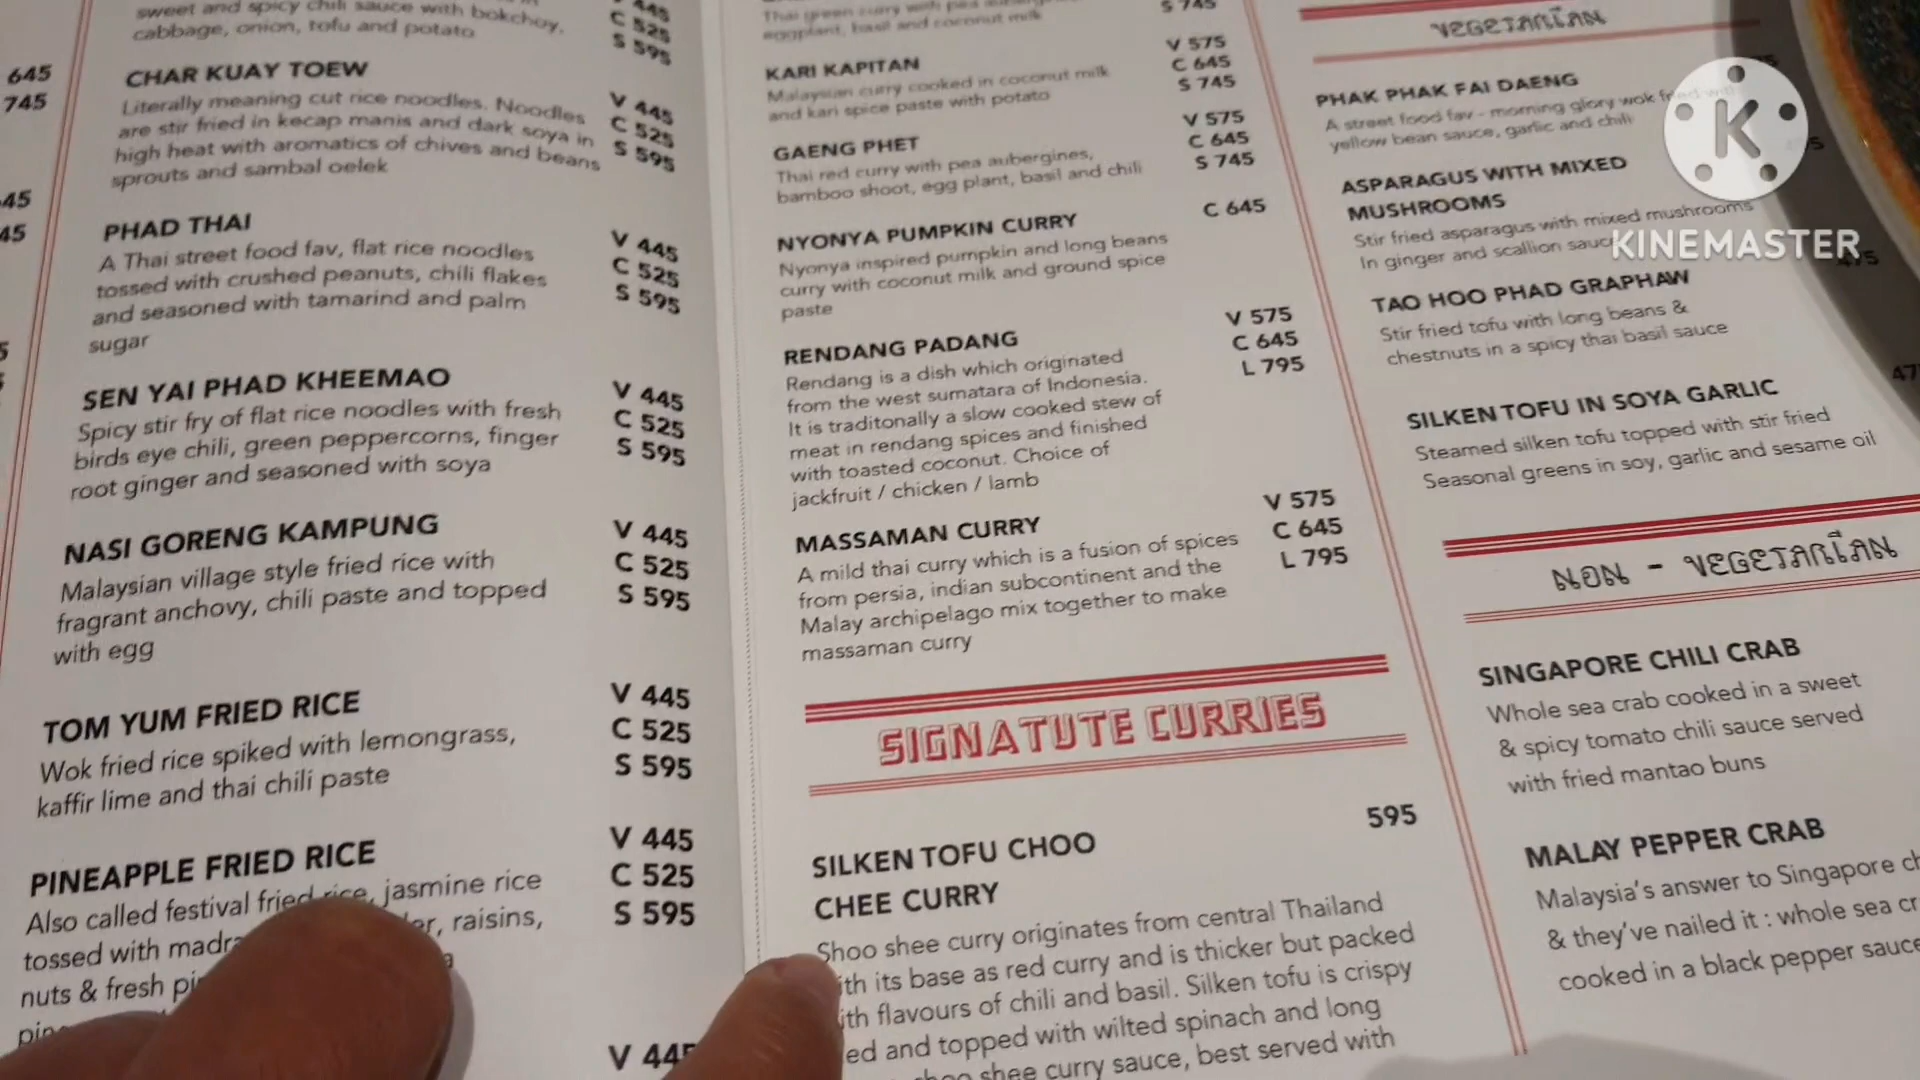 645
745
45
45
sweet and spicy chili sauce with bokchoy,
cabbage, onion, tofu and potato
445
C 525
S 595
CHAR KUAY TOEW
Literally meaning cut rice noodles. Noodles
are stir fried in kecap manis and dark soya in
high heat with aromatics of chives and beans
sprouts and sambal oelek
V 445
C 525
S 595
PHAD THAI
A Thai street food fav, flat rice noodles
tossed with crushed peanuts, chili flakes
and seasoned with tamarind and palm
sugar
V 445
C 525
S 595
SEN YAI PHAD KHEEMAO
Spicy stir fry of flat rice noodles with fresh
birds eye chili, green peppercorns, finger
root ginger and seasoned with soya
V 445
C 525
S 595
NASI GORENG KAMPUNG
Malaysian village style fried rice with
fragrant anchovy, chili paste and topped
with egg
V 445
C 525
S 595
TOM YUM FRIED RICE
Wok fried rice spiked with lemongrass,
kaffir lime and thai chili paste
V 445
C 525
S 595
PINEAPPLE FRIED RICE
Also called festival fried rice, jasmine rice
tossed with raisins,
nuts & fresh
V 445
C 525
S 595
V 445
Thai green curry with pea
eggplant, basil and coconut milk
S 745
KARI KAPITAN
Malaysian curry cooked in coconut milk
and kari spice paste with potato
V 575
C 645
S 745
GAENG PHET
Thai red curry with pea aubergines,
bamboo shoot, egg plant, basil and chili
V 575
C 645
S 745
NYONYA PUMPKIN CURRY
C 645
Nyonya inspired pumpkin and long beans
curry with coconut milk and ground spice
paste
RENDANG PADANG
Rendang is a dish which originated
from the west sumatara of Indonesia.
It is traditonally a slow cooked stew of
meat in rendang spices and finished
with toasted coconut. Choice of
jackfruit / chicken / lamb
V 575
C 645
L 795
MASSAMAN CURRY
A mild thai curry which is a fusion of spices
from persia, indian subcontinent and the
Malay archipelago mix together to make
massaman curry
V 575
C 645
L 795
SIGNATUTE CURRIES
SILKEN TOFU CHOO
CHEE CURRY
595
Shoo shee curry originates from central Thailand
its base as red curry and is thicker but packed
flavours of chili and basil. Silken tofu is crispy
and topped with wilted spinach and long
shee curry sauce, best served with
VEGETARIAN
PHAK PHAK FAI DAENG
A street food fav - morning glory wok
yellow bean sauce, garlic and chili
ASPARAGUS WITH MIXED
MUSHROOMS
Stir fried asparagus with mixed mushrooms
In ginger and scallion
TAO HOO PHAD GRAPHAW
Stir fried tofu with long beans &
chestnuts in a spicy thai basil sauce
SILKEN TOFU IN SOYA GARLIC
Steamed silken tofu topped with stir fried
Seasonal greens in soy, garlic and sesame oil
NON - VEGETARIAN
SINGAPORE CHILI CRAB
Whole sea crab cooked in a sweet
& spicy tomato chili sauce served
with fried mantao buns
MALAY PEPPER CRAB
Malaysia's answer to Singapore
& they've nailed it : whole sea
cooked in a black pepper sauce
K
KINEMASTER